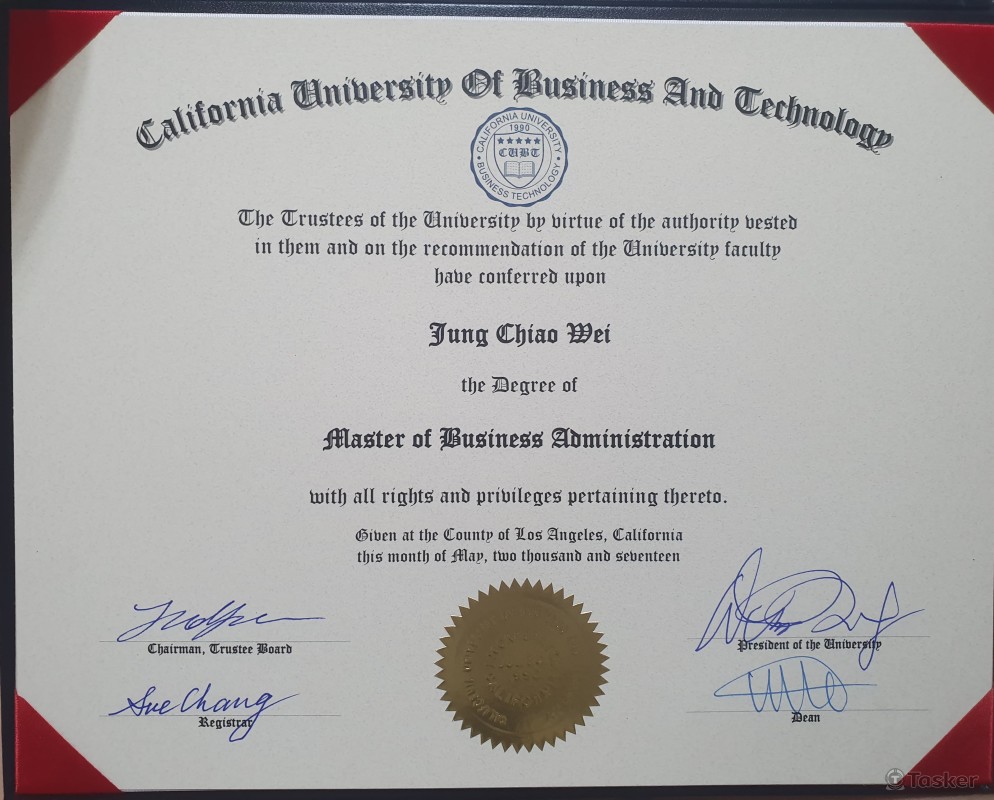 California University Of Business And Technology
CALIFORNIA UNIVERSITY
1990
CUBT
BUSINESS TECHNOLOGY
The Trustees of the University by virtue of the authority vested
in them and on the recommendation of the University faculty
have conferred upon
Jung Chiao Wei
the Degree of
Master of Business Administration
with all rights and privileges pertaining thereto.
Given at the County of Los Angeles, California
this month of May, two thousand and seventeen
Chairman, Trustee Board
President of the University
Sue Chang
Registrar
Dean
Tasker